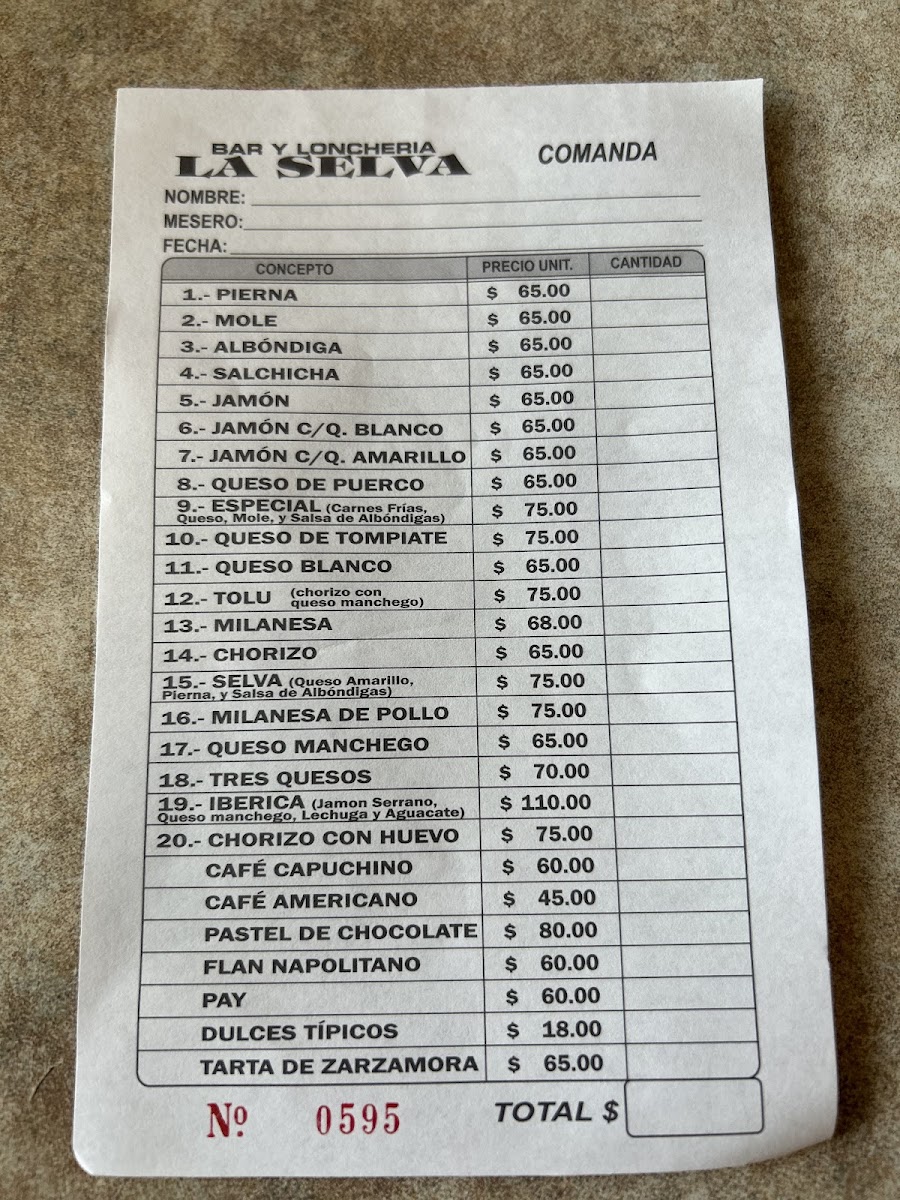 BAR Y LONCHERIA
LA SELVA
COMANDA
NOMBRE:
MESERO:
FECHA:
CONCEPTO PRECIO UNIT. CANTIDAD
1.- PIERNA $ 65.00
2.- MOLE $ 65.00
3.- ALBÓNDIGA $ 65.00
4.- SALCHICHA $ 65.00
5.- JAMÓN $ 65.00
6.- JAMÓN C/Q. BLANCO $ 65.00
7.- JAMÓN C/Q. AMARILLO $ 65.00
8.- QUESO DE PUERCO $ 65.00
9.- ESPECIAL (Carnes Frías,
Queso, Mole, y Salsa de Albóndigas) $ 75.00
10.- QUESO DE TOMPIATE $ 75.00
11.- QUESO BLANCO $ 65.00
12.- TOLU (chorizo con
queso manchego) $ 75.00
13.- MILANESA $ 68.00
14.- CHORIZO $ 65.00
15.- SELVA (Queso Amarillo,
Pierna, y Salsa de Albóndigas) $ 75.00
16.- MILANESA DE POLLO $ 75.00
17.- QUESO MANCHEGO $ 65.00
18.- TRES QUESOS $ 70.00
19.- IBERICA (Jamon Serrano,
Queso manchego, Lechuga y Aguacate) $ 110.00
20.- CHORIZO CON HUEVO $ 75.00
CAFÉ CAPUCHINO $ 60.00
CAFÉ AMERICANO $ 45.00
PASTEL DE CHOCOLATE $ 80.00
FLAN NAPOLITANO $ 60.00
PAY $ 60.00
DULCES TÍPICOS $ 18.00
TARTA DE ZARZAMORA $ 65.00
Nº 0595 TOTAL $